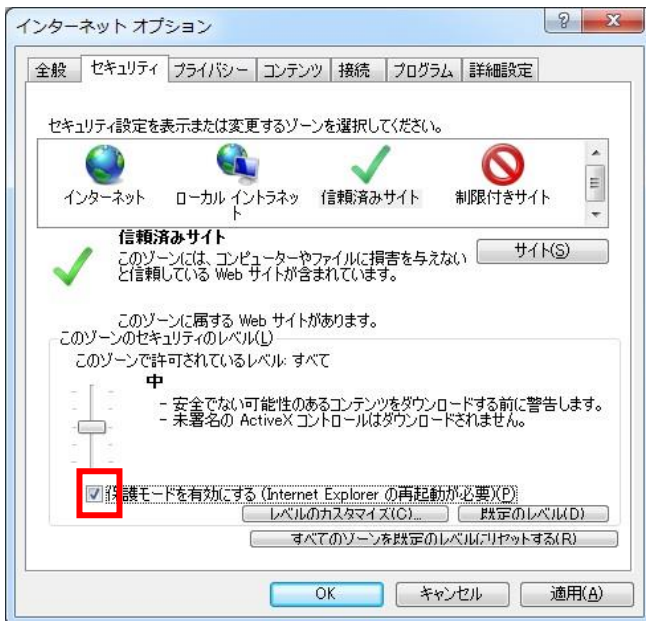 インターネット オプション
全般 セキュリティ プライバシー コンテンツ 接続 プログラム 詳細設定
セキュリティ設定を表示または変更するゾーンを選択してください。
インターネット ローカル イントラネッ 信頼済みサイト 制限付きサイト
ト
信頼済みサイト
サイト(S)
このゾーンには、コンピューターやファイルに損害を与えない
と信頼している Web サイトが含まれています。
このゾーンに属する Web サイトがあります。
このゾーンのセキュリティのレベル(L)
このゾーンで許可されているレベル: すべて
中
- 安全でない可能性のあるコンテンツをダウンロードする前に警告します。
- 未署名の ActiveX コントロールはダウンロードされません。
保護モードを有効にする (Internet Explorer の再起動が必要)(P)
レベルのカスタマイズ(C)... 既定のレベル(D)
すべてのゾーンを既定のレベルにリセットする(R)
OK キャンセル 適用(A)